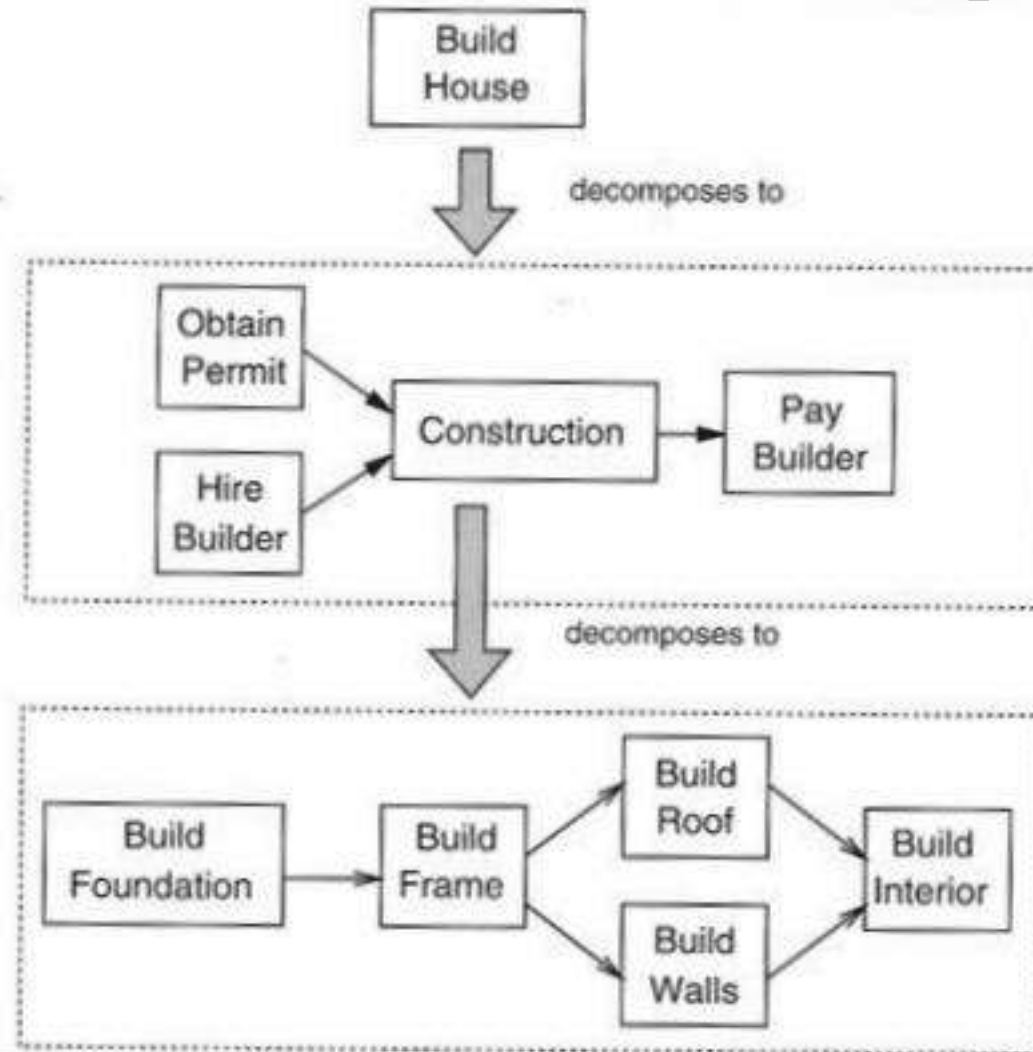 Build
House
decomposes to
Obtain
Permit
Construction
Pay
Builder
Hire
Builder
decomposes to
Build
Foundation
Build
Frame
Build
Roof
Build
Walls
Build
Interior